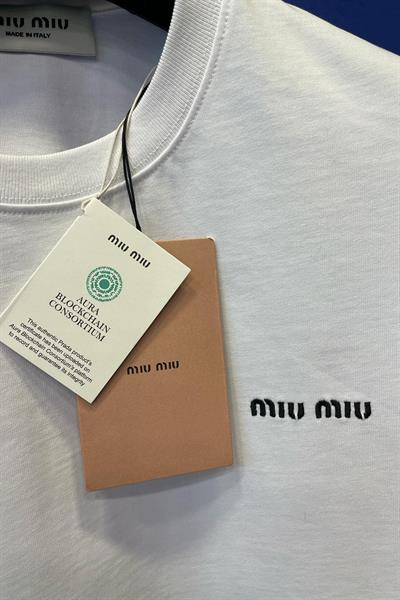 miu miu
MADE IN ITALY
miu miu
AURA
BLOCKCHAIN
CONSORTIUM
This authentic Prada product's
certificate has been uploaded on
Aura Blockchain Consortium's platform
to record and guarantee its integrity
miu miu
miu miu